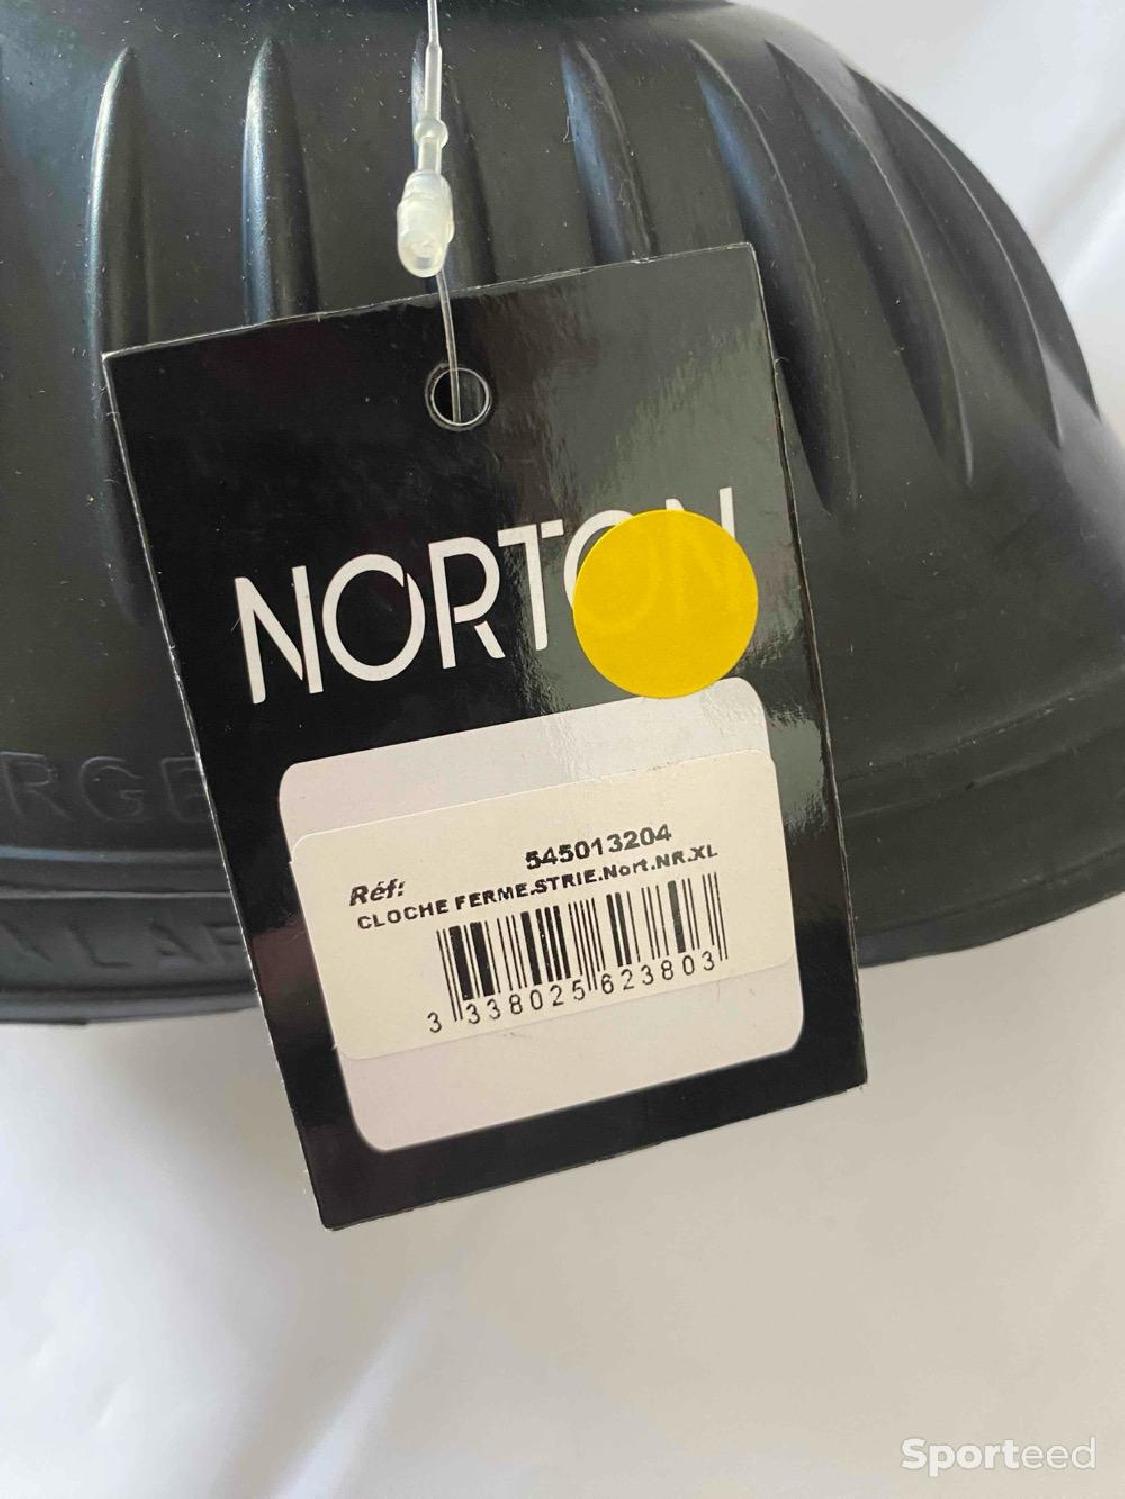 NORTON
545013204
Réf:
CLOCHE FERME.STRIE.Nort.NR.XL
3 338025 623803
Sporteed